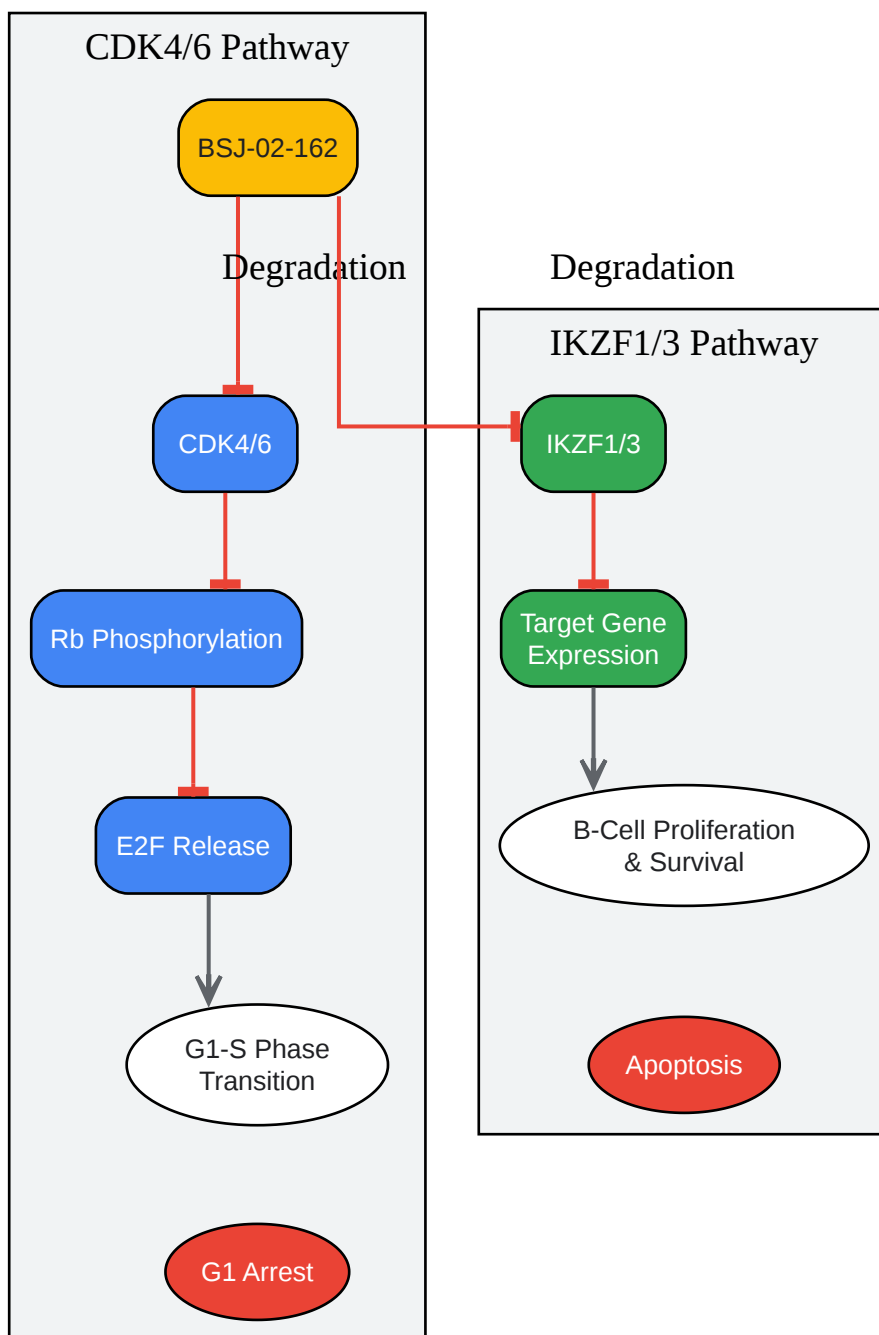 CDK4/6 Pathway
BSJ-02-162
Degradation
Degradation
IKZF1/3 Pathway
CDK4/6
IKZF1/3
Rb Phosphorylation
Target Gene
Expression
E2F Release
B-Cell Proliferation
& Survival
G1-S Phase
Transition
Apoptosis
G1 Arrest